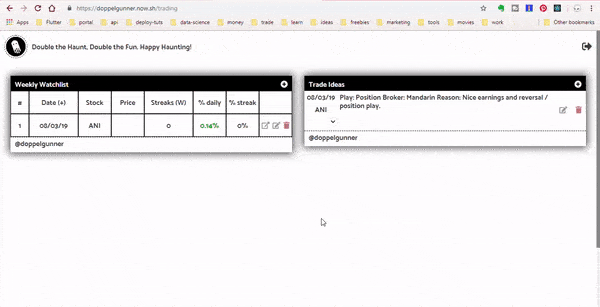 https://doppelgunner.now.sh/trading
Apps Flutter portal api deploy-tuts data-science money trade learn ideas freebies marketing tools movies work Other bookmarks
Double the Haunt, Double the Fun. Happy Haunting!
Weekly Watchlist
# Date (+) Stock Price Streaks (W) % daily % streak
1 08/03/19 ANI 0 0.14% 0%
@doppelgunner
Trade Ideas
08/03/19 Play: Position Broker: Mandarin Reason: Nice earnings and reversal /
ANI position play.
@doppelgunner